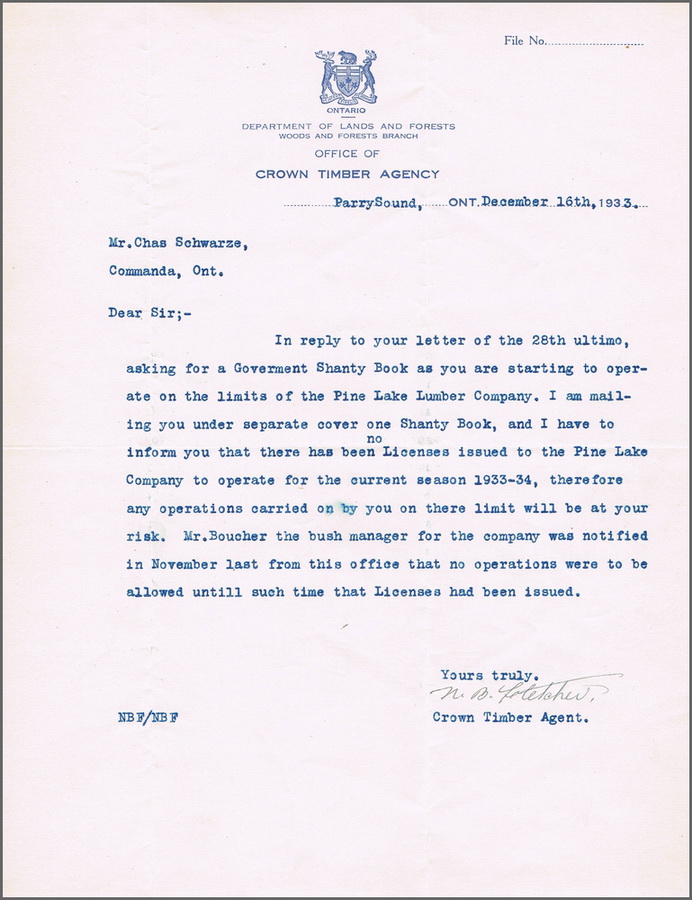 File No.
ONTARIO
DEPARTMENT OF LANDS AND FORESTS
WOODS AND FORESTS BRANCH
OFFICE OF
CROWN TIMBER AGENCY
ParrySound, ONT. December 16th, 1933.
Mr.Chas Schwarze,
Commanda, Ont.
Dear Sir;-
In reply to your letter of the 28th ultimo,
asking for a Goverment Shanty Book as you are starting to oper-
ate on the limits of the Pine Lake Lumber Company. I am mail-
ing you under separate cover one Shanty Book, and I have to
no
inform you that there has been Licenses issued to the Pine Lake
Company to operate for the current season 1933-34, therefore
any operations carried on by you on there limit will be at your
risk. Mr.Boucher the bush manager for the company was notified
in November last from this office that no operations were to be
allowed untill such time that Licenses had been issued.
Yours truly.
N. B. Fletcher.
NBF/NBF
Crown Timber Agent.